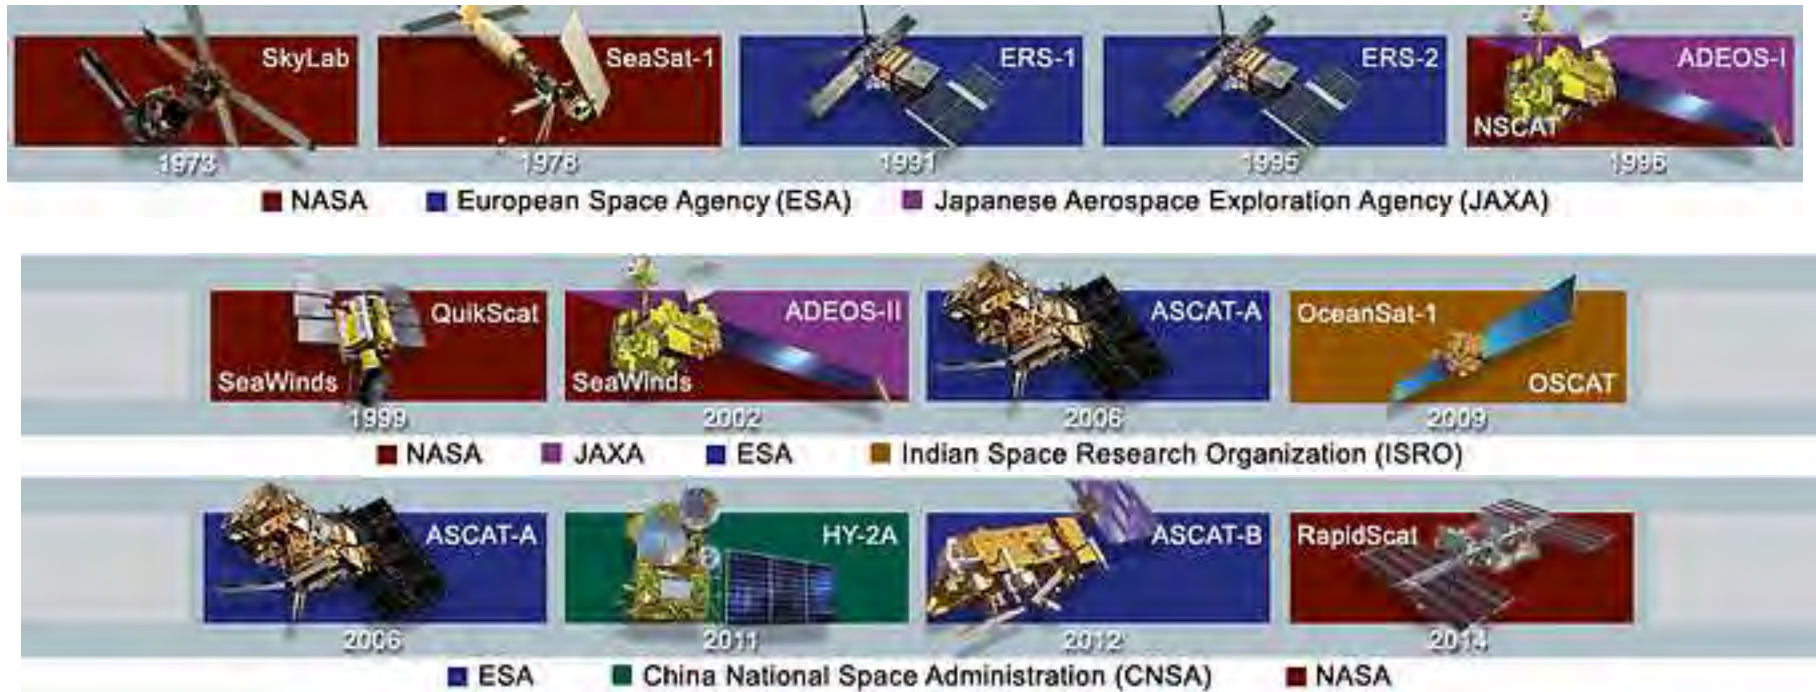 SkyLab
SeaSat-1
ERS-1
ERS-2
ADEOS-I
NSCAT
1973 1978 1991 1995 1996
NASA European Space Agency (ESA) Japanese Aerospace Exploration Agency (JAXA)
QuikScat
SeaWinds
ADEOS-II
SeaWinds
ASCAT-A
OceanSat-1
OSCAT
1999 2002 2006 2009
NASA JAXA ESA Indian Space Research Organization (ISRO)
ASCAT-A
HY-2A
ASCAT-B
RapidScat
2006 2011 2012 2014
ESA China National Space Administration (CNSA) NASA